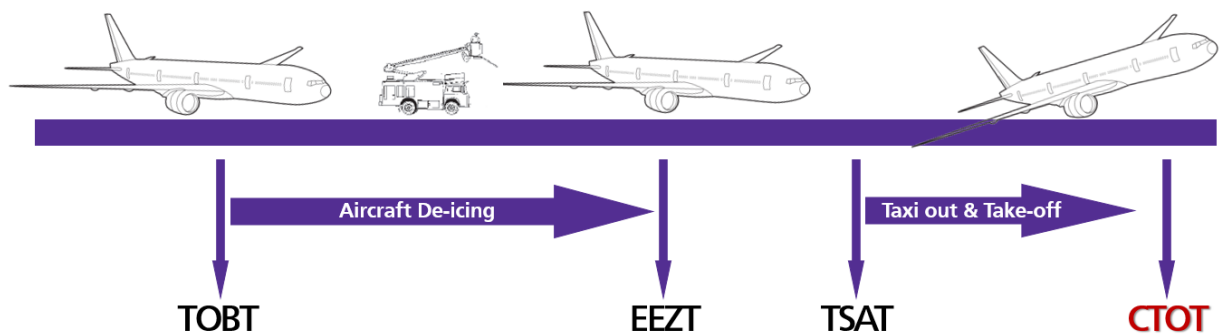 Aircraft De-icing
Taxi out & Take-off
TOBT
EEZT
TSAT
CTOT